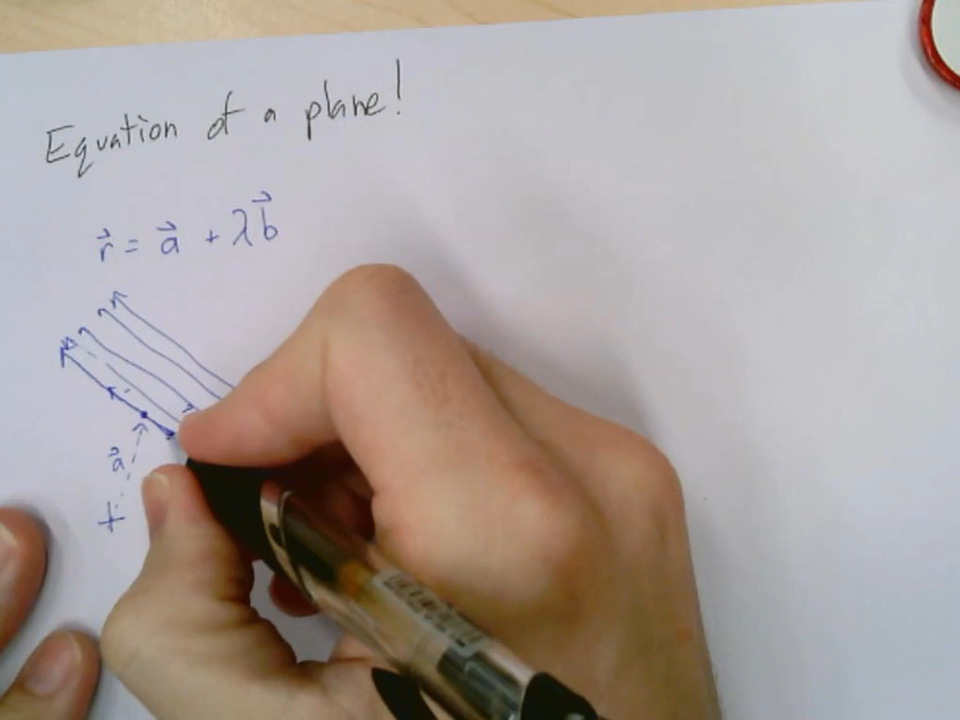 Equation of a plane!
r⃗ = a⃗ + λb⃗
a⃗